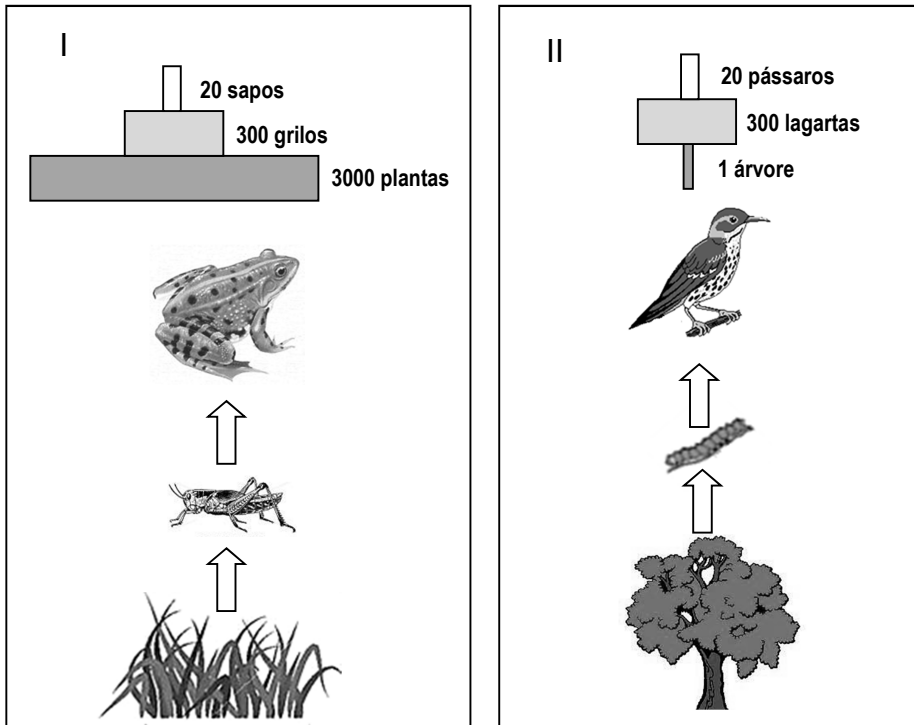 I
20 sapos
300 grilos
3000 plantas
II
20 pássaros
300 lagartas
1 árvore